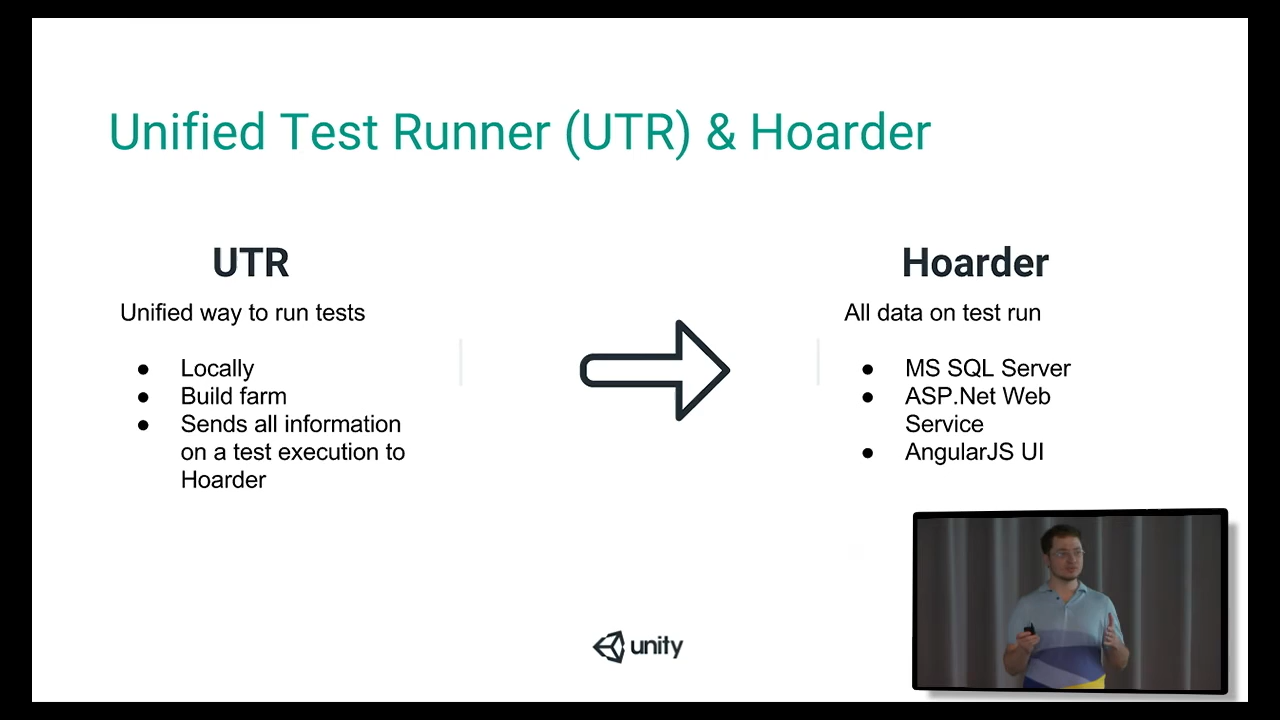 Unified Test Runner (UTR) & Hoarder
UTR
Unified way to run tests
● Locally
● Build farm
● Sends all information
on a test execution to
Hoarder
Hoarder
All data on test run
● MS SQL Server
● ASP.Net Web
Service
● AngularJS UI
unity